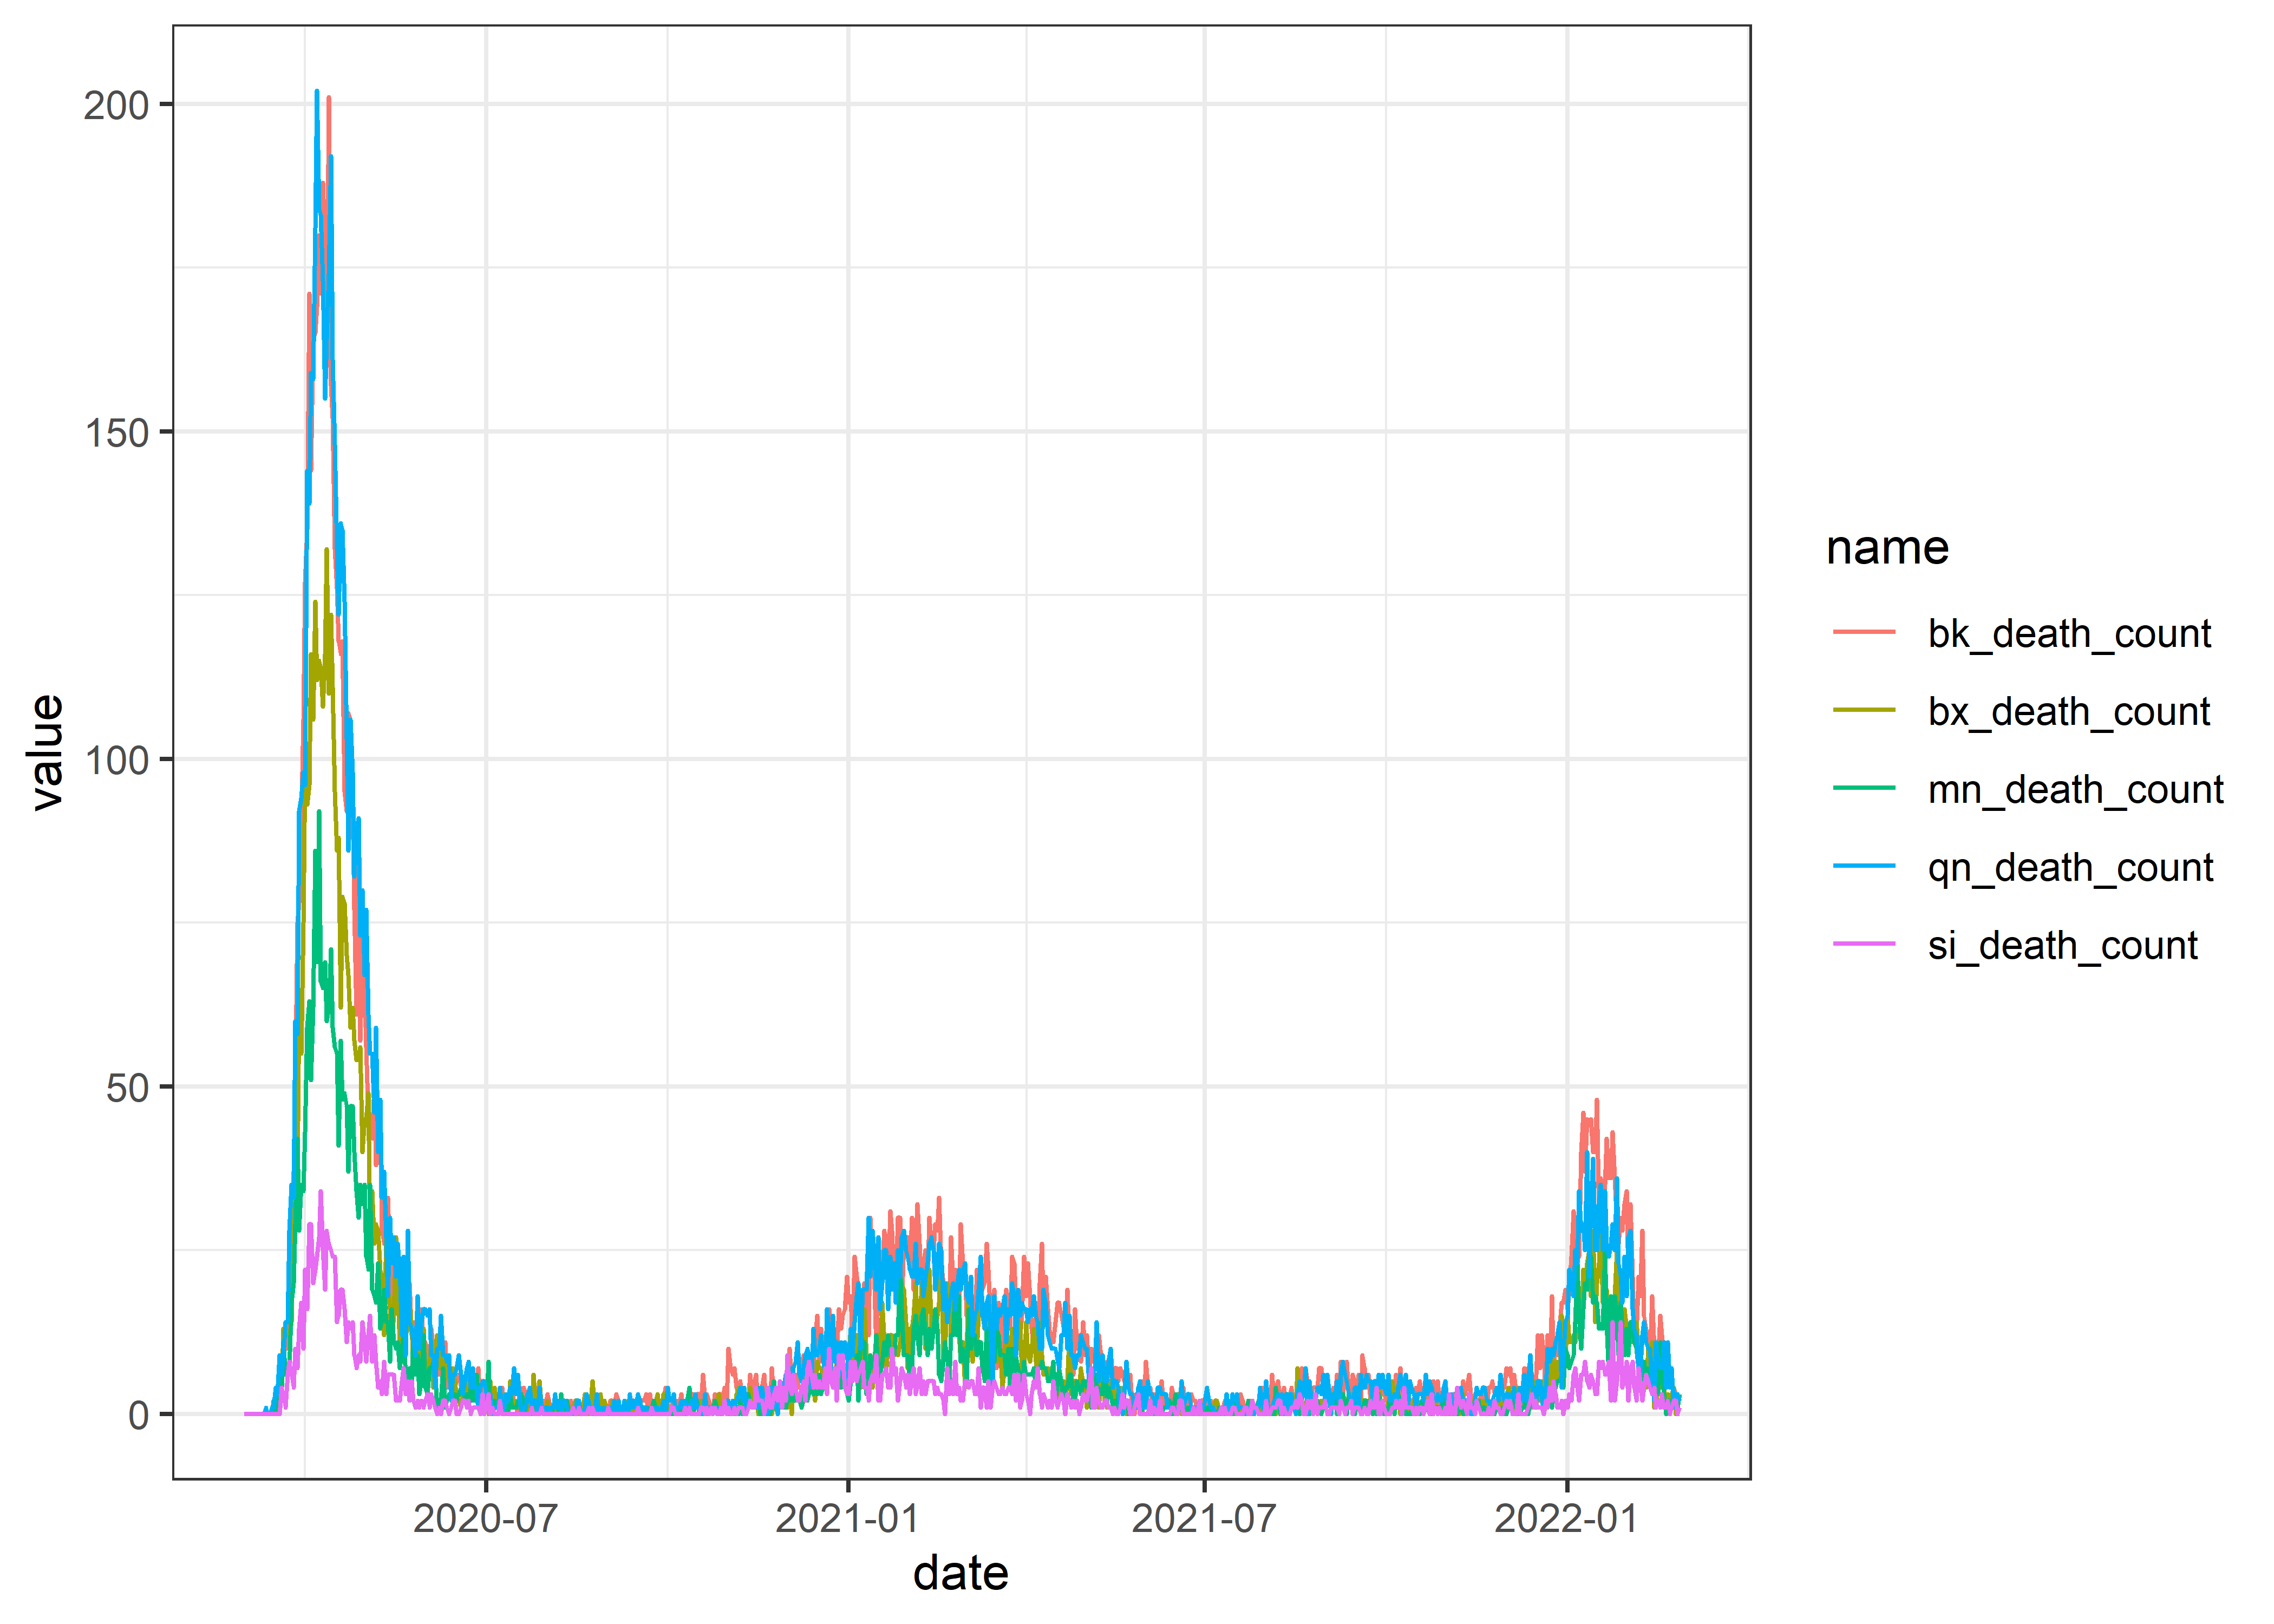 200
150
100
50
0
value
2020-07
2021-01
2021-07
2022-01
date
name
bk_death_count
bx_death_count
mn_death_count
qn_death_count
si_death_count